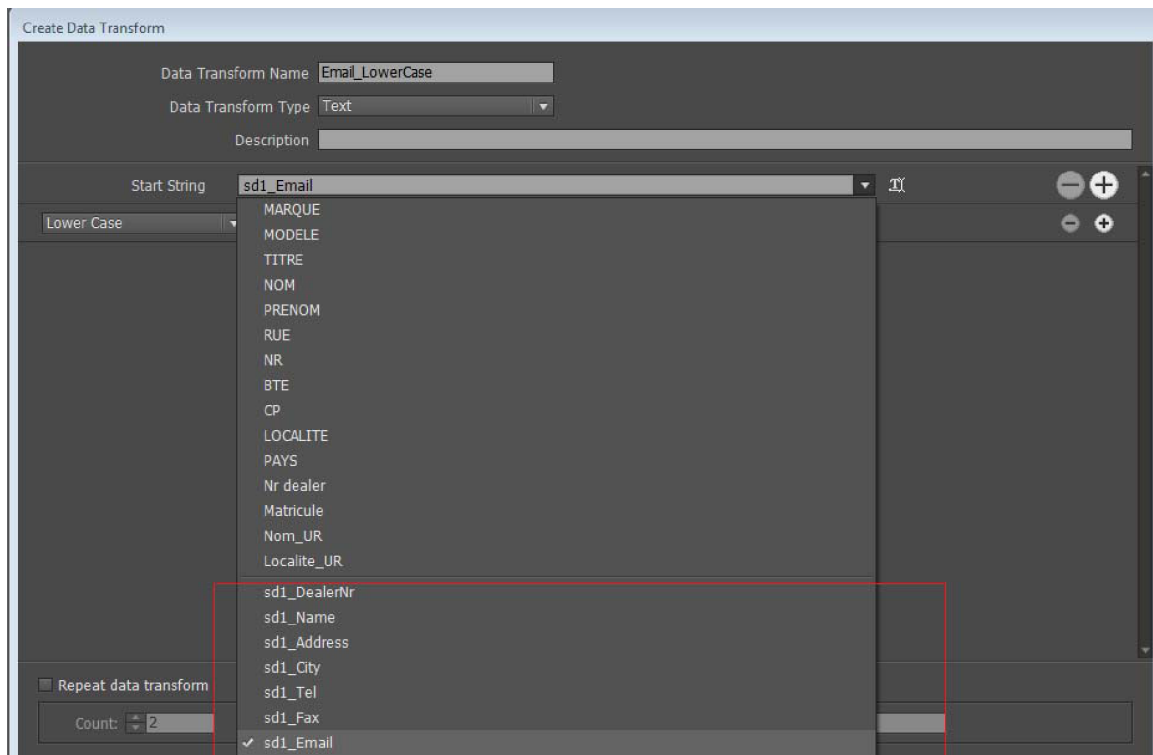 Create Data Transform
Data Transform Name Email_LowerCase
Data Transform Type Text
Description
Start String sd1_Email
Lower Case
MARQUE
MODELE
TITRE
NOM
PRENOM
RUE
NR
BTE
CP
LOCALITE
PAYS
Nr dealer
Matricule
Nom_UR
Localite_UR
sd1_DealerNr
sd1_Name
sd1_Address
sd1_City
sd1_Tel
sd1_Fax
sd1_Email
Repeat data transform
Count: 2